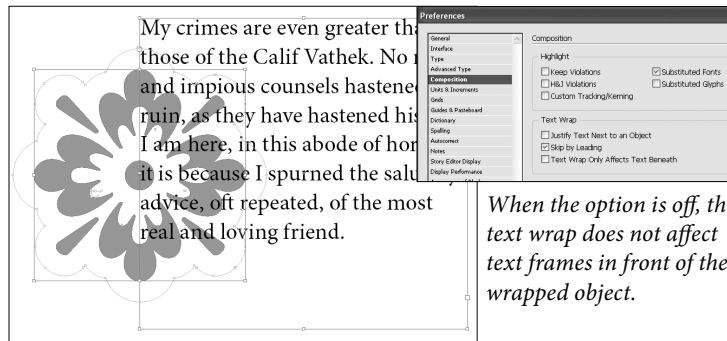 My crimes are even greater tha
those of the Calif Vathek. No
and impious counsels hastened
ruin, as they have hastened his
I am here, in this abode of hor
it is because I spurned the salu
advice, oft repeated, of the most
real and loving friend.
Preferences
General
Interface
Type
Advanced Type
Composition
Units & Increments
Grids
Guides & Pasteboard
Dictionary
Spelling
Autocorrect
Notes
Story Editor Display
Display Performance
Composition
Highlight
Keep Violations
Substituted Fonts
H&J Violations
Substituted Glyphs
Custom Tracking/Kerning
Text Wrap
Justify Text Next to an Object
Skip by Leading
Text Wrap Only Affects Text Beneath
When the option is off, th
text wrap does not affect
text frames in front of the
wrapped object.